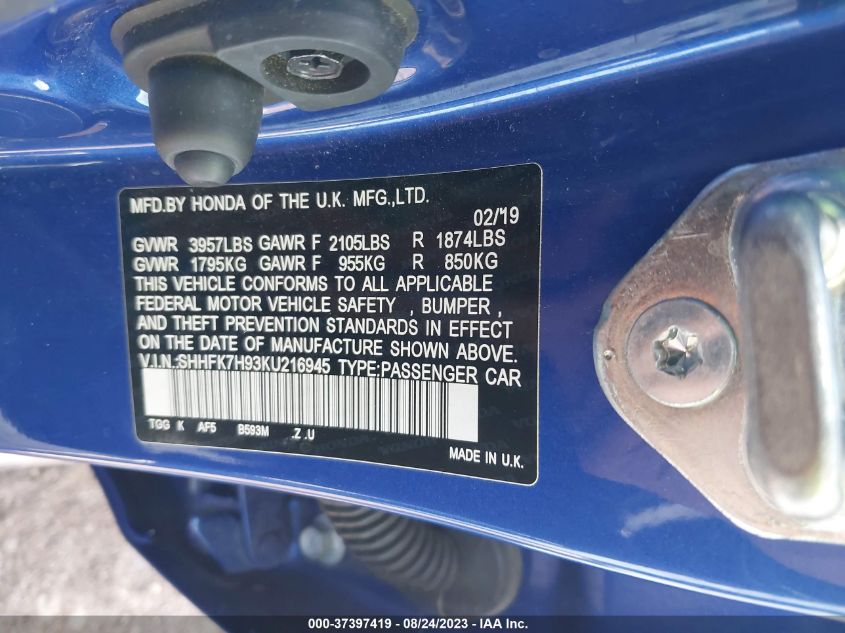 MFD.BY HONDA OF THE U.K. MFG.,LTD.
02/19
GVWR 3957LBS GAWR F 2105LBS R 1874LBS
GVWR 1795KG GAWR F 955KG R 850KG
THIS VEHICLE CONFORMS TO ALL APPLICABLE
FEDERAL MOTOR VEHICLE SAFETY , BUMPER ,
AND THEFT PREVENTION STANDARDS IN EFFECT
ON THE DATE OF MANUFACTURE SHOWN ABOVE.
V.I.N.:SHHFK7H93KU216945 TYPE:PASSENGER CAR
TGG K AF5 B593M .Z .U
MADE IN U.K.
000-37397419 - 08/24/2023 - IAA Inc.